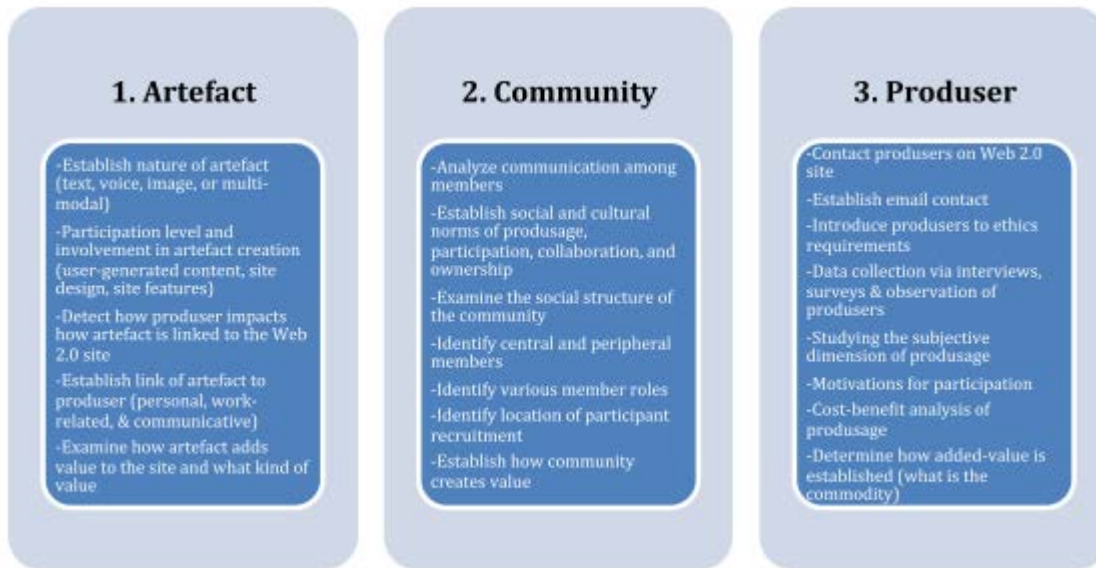 1. Artefact
-Establish nature of artefact
(text, voice, image, or multi-
modal)
-Participation level and
involvement in artefact creation
(user-generated content, site
design, site features)
-Detect how produser impacts
how artefact is linked to the Web
2.0 site
-Establish link of artefact to
produser (personal, work-
related, & communicative)
-Examine how artefact adds
value to the site and what kind of
value
2. Community
-Analyze communication among
members
-Establish social and cultural
norms of produsage,
participation, collaboration, and
ownership
-Examine the social structure of
the community
-Identify central and peripheral
members
-Identify various member roles
-Identify location of participant
recruitment
-Establish how community
creates value
3. Produser
-Contact produsers on Web 2.0
site
-Establish email contact
-Introduce produsers to ethics
requirements
-Data collection via interviews,
surveys & observation of
produsers
-Studying the subjective
dimension of produsage
-Motivations for participation
-Cost-benefit analysis of
produsage
-Determine how added-value is
established (what is the
commodity)